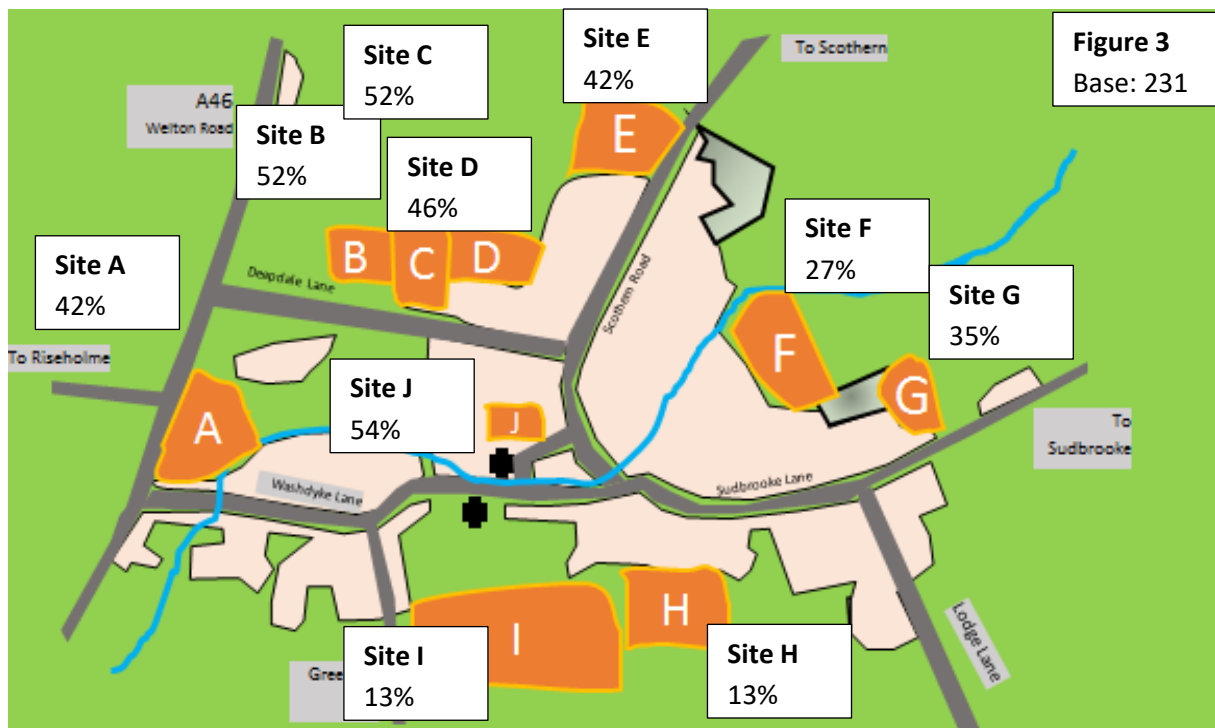 Site C
52%
Site E
42%
To Scothern
Figure 3
Base: 231
A46
Welton Road
Site B
52%
Site D
46%
E
Site A
42%
B
C
D
Deepdale Lane
Scothern Road
Site F
27%
Site G
35%
To Riseholme
F
G
A
Site J
54%
J
To
Sudbrooke
Washdyke Lane
Sudbrooke Lane
I
H
Lodge Lane
Site I
13%
Site H
13%